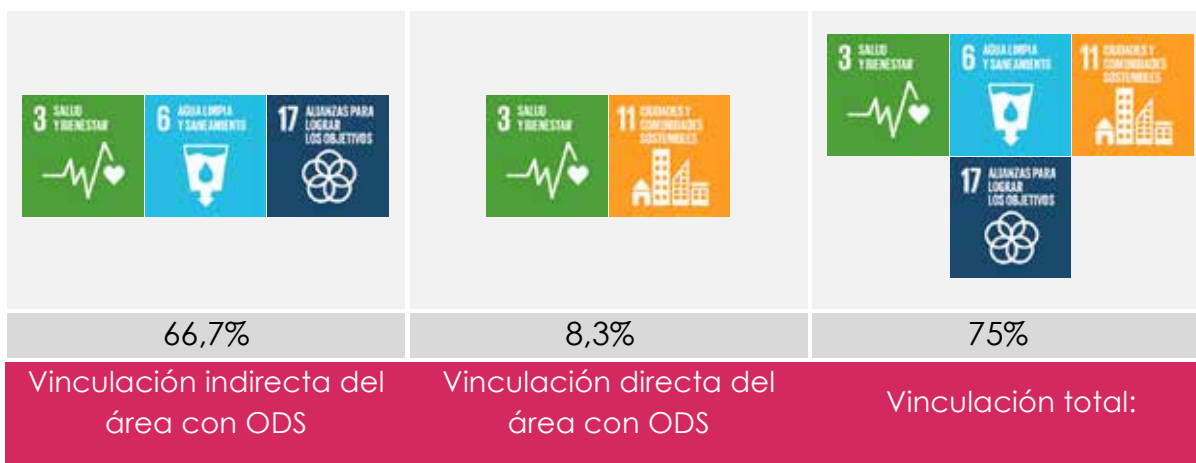 3 SALUD
Y BIENESTAR
6 AGUA LIMPIA
Y SANEAMIENTO
17 ALIANZAS PARA
LOGRAR
LOS OBJETIVOS
3 SALUD
Y BIENESTAR
11 CIUDADES Y
COMUNIDADES
SOSTENIBLES
3 SALUD
Y BIENESTAR
6 AGUA LIMPIA
Y SANEAMIENTO
11 CIUDADES Y
COMUNIDADES
SOSTENIBLES
17 ALIANZAS PARA
LOGRAR
LOS OBJETIVOS
66,7%
8,3%
75%
Vinculación indirecta del
área con ODS
Vinculación directa del
área con ODS
Vinculación total: